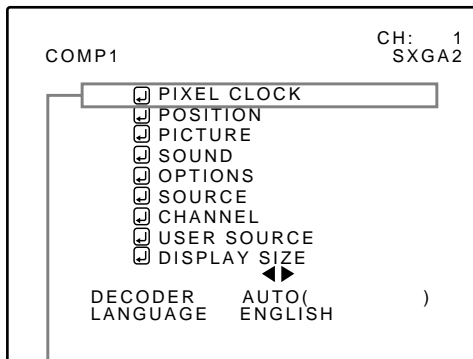 CH: 1
COMP1 SXGA2
PIXEL CLOCK
POSITION
PICTURE
SOUND
OPTIONS
SOURCE
CHANNEL
USER SOURCE
DISPLAY SIZE
DECODER AUTO( )
LANGUAGE ENGLISH